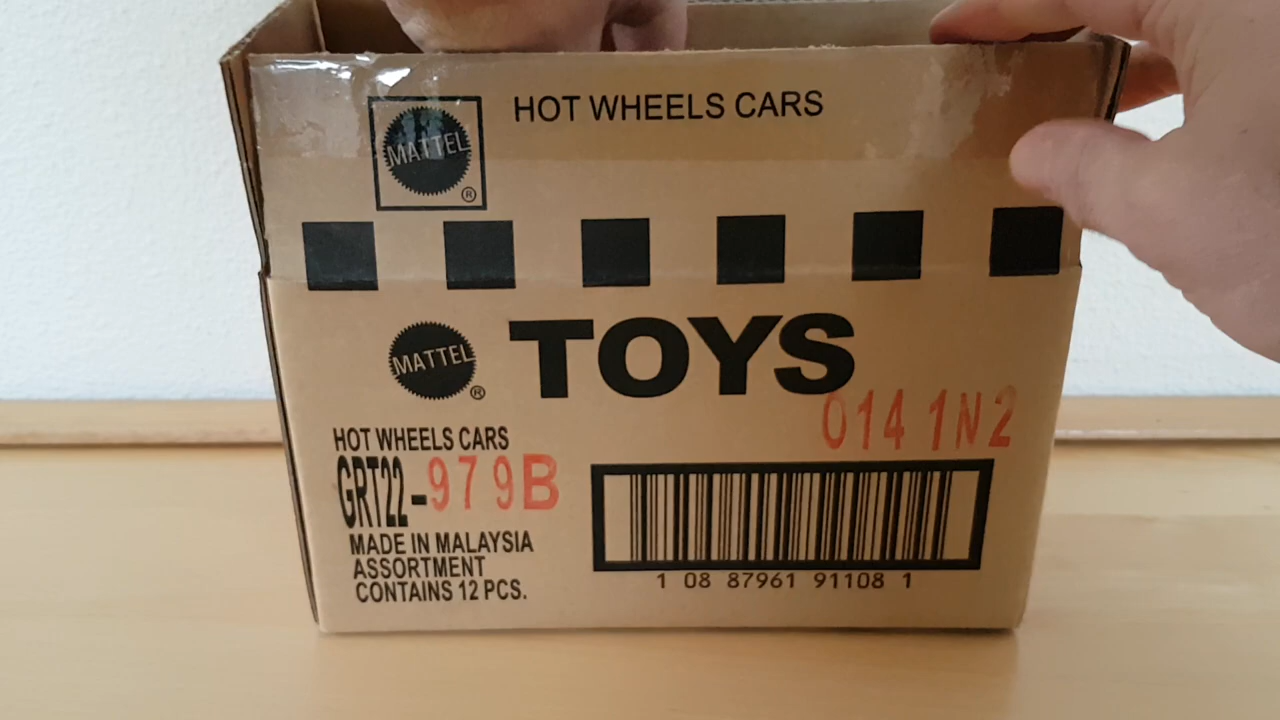 MATTEL
®
HOT WHEELS CARS
MATTEL
®
TOYS
014 1N2
HOT WHEELS CARS
GRT22-979B
MADE IN MALAYSIA
ASSORTMENT
CONTAINS 12 PCS.
1 08 87961 91108 1